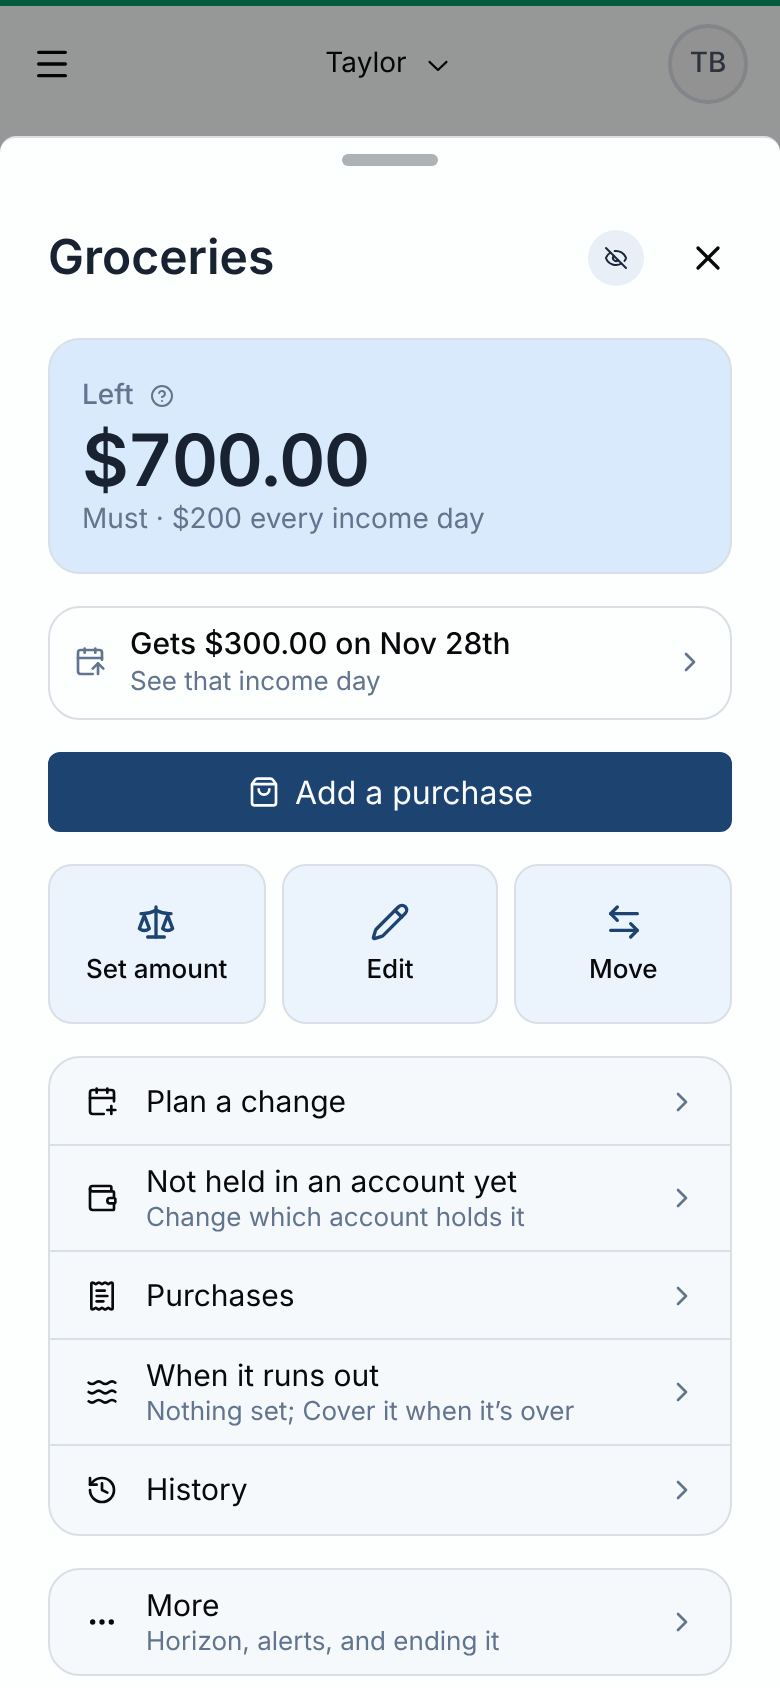 Taylor
TB
Groceries
Left
$700.00
Must · $200 every income day
Gets $300.00 on Nov 28th
See that income day
Add a purchase
Set amount
Edit
Move
Plan a change
Not held in an account yet
Change which account holds it
Purchases
When it runs out
Nothing set; Cover it when it’s over
History
More
Horizon, alerts, and ending it